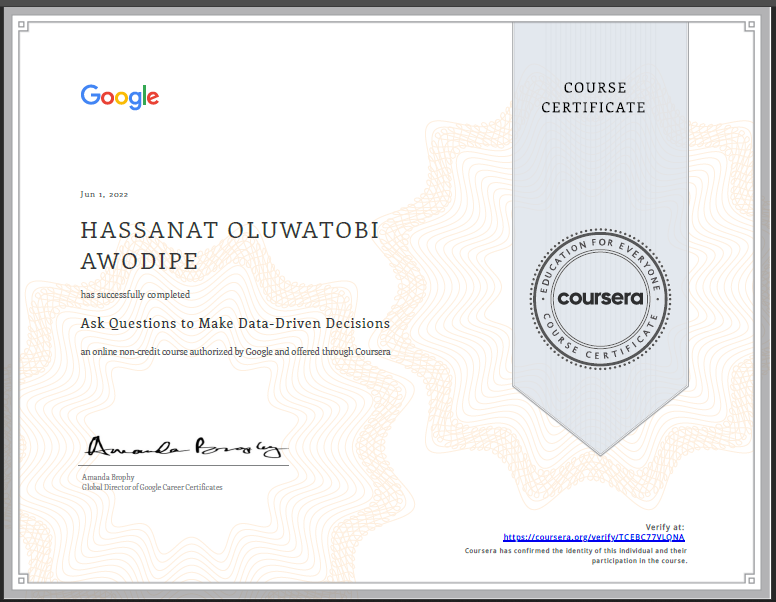 Google
COURSE
CERTIFICATE
Jun 1, 2022
HASSANAT OLUWATOBI
AWODIPE
has successfully completed
Ask Questions to Make Data-Driven Decisions
an online non-credit course authorized by Google and offered through Coursera
EDUCATION FOR EVERYONE
coursera
COURSE CERTIFICATE
Amanda Brophy
Amanda Brophy
Global Director of Google Career Certificates
Verify at:
https://coursera.org/verify/TCEBC77VLQNA
Coursera has confirmed the identity of this individual and their
participation in the course.